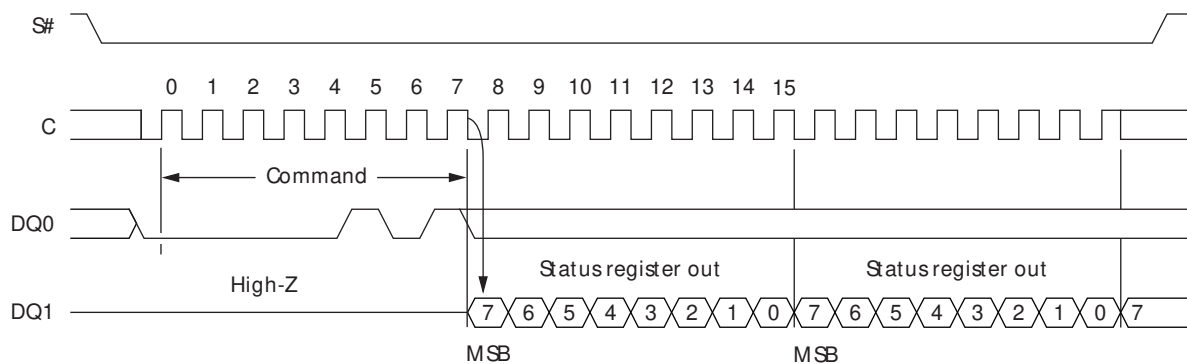 S#
0 1 2 3 4 5 6 7 8 9 10 11 12 13 14 15
C
Command
DQ0
High-Z
Status register out Status register out
DQ1
7 6 5 4 3 2 1 0 7 6 5 4 3 2 1 0 7
MSB MSB